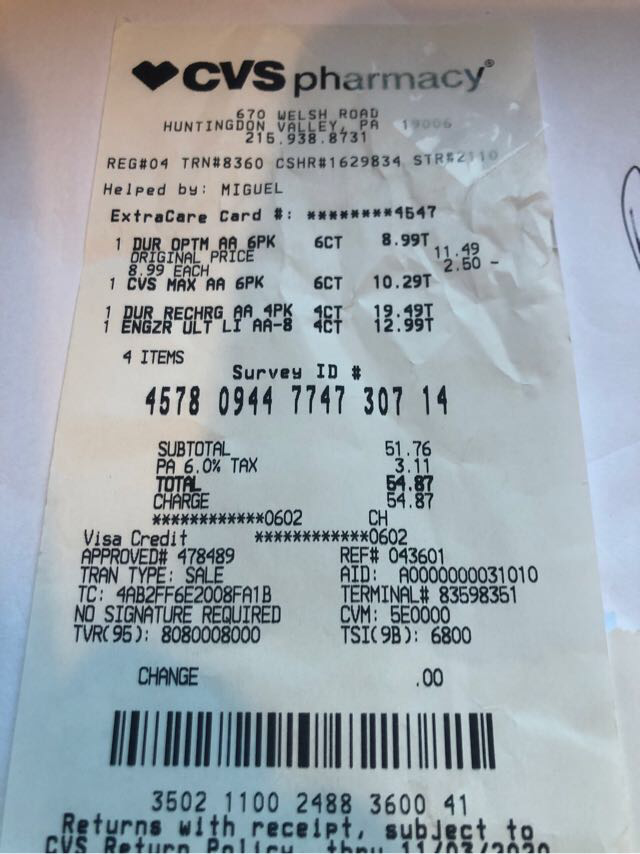 CVS pharmacy®
670 WELSH ROAD
HUNTINGDON VALLEY, PA 19006
215.938.8731
REG#04 TRN#8360 CSHR#1629834 STR#2110
Helped by: MIGUEL
ExtraCare Card #: ********4547
1 DUR OPTM AA 6PK 6CT 8.99T
ORIGINAL PRICE 11.49
8.99 EACH 2.50 -
1 CVS MAX AA 6PK 6CT 10.29T
1 DUR RECHRG AA 4PK 4CT 19.49T
1 ENGZR ULT LI AA-8 4CT 12.99T
4 ITEMS
Survey ID #
4578 0944 7747 307 14
SUBTOTAL 51.76
PA 6.0% TAX 3.11
TOTAL 54.87
CHARGE 54.87
************0602 CH
Visa Credit ************0602
APPROVED# 478489 REF# 043601
TRAN TYPE: SALE AID: A0000000031010
TC: 4AB2FF6E2008FA1B TERMINAL# 83598351
NO SIGNATURE REQUIRED CVM: 5E0000
TVR(95): 8080008000 TSI(9B): 6800
CHANGE .00
3502 1100 2488 3600 41
Returns with receipt, subject to
CVS Return Policy, thru 11/03/2020